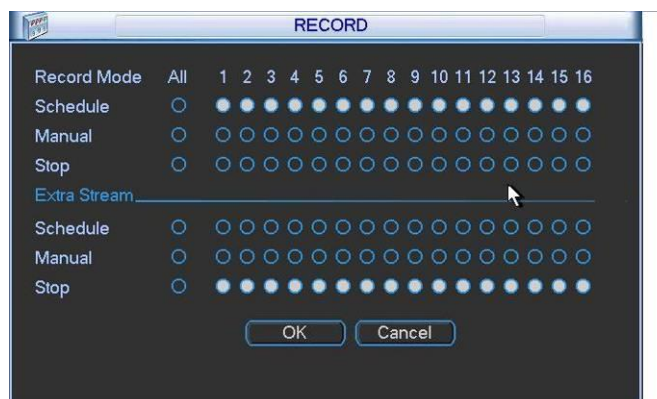 RECORD
Record Mode All 1 2 3 4 5 6 7 8 9 10 11 12 13 14 15 16
Schedule
Manual
Stop
Extra Stream
Schedule
Manual
Stop
OK Cancel